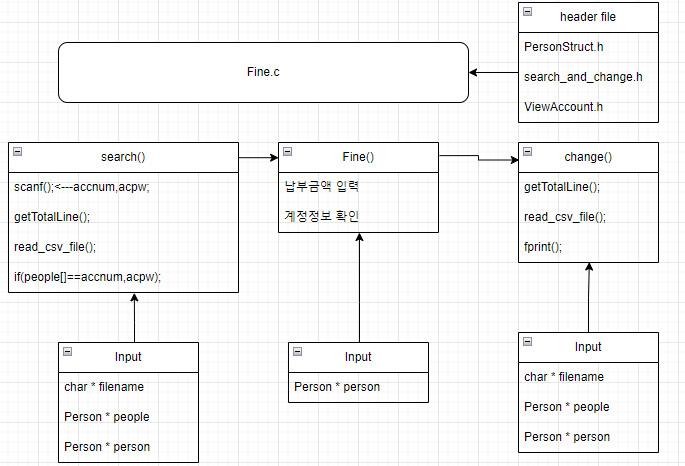 Fine.c
header file
PersonStruct.h
search_and_change.h
ViewAccount.h
search()
scanf();<---accnum,acpw;
getTotalLine();
read_csv_file();
if(people[]==accnum,acpw);
Fine()
납부금액 입력
계정정보 확인
change()
getTotalLine();
read_csv_file();
fprint();
Input
char * filename
Person * people
Person * person
Input
Person * person
Input
char * filename
Person * people
Person * person